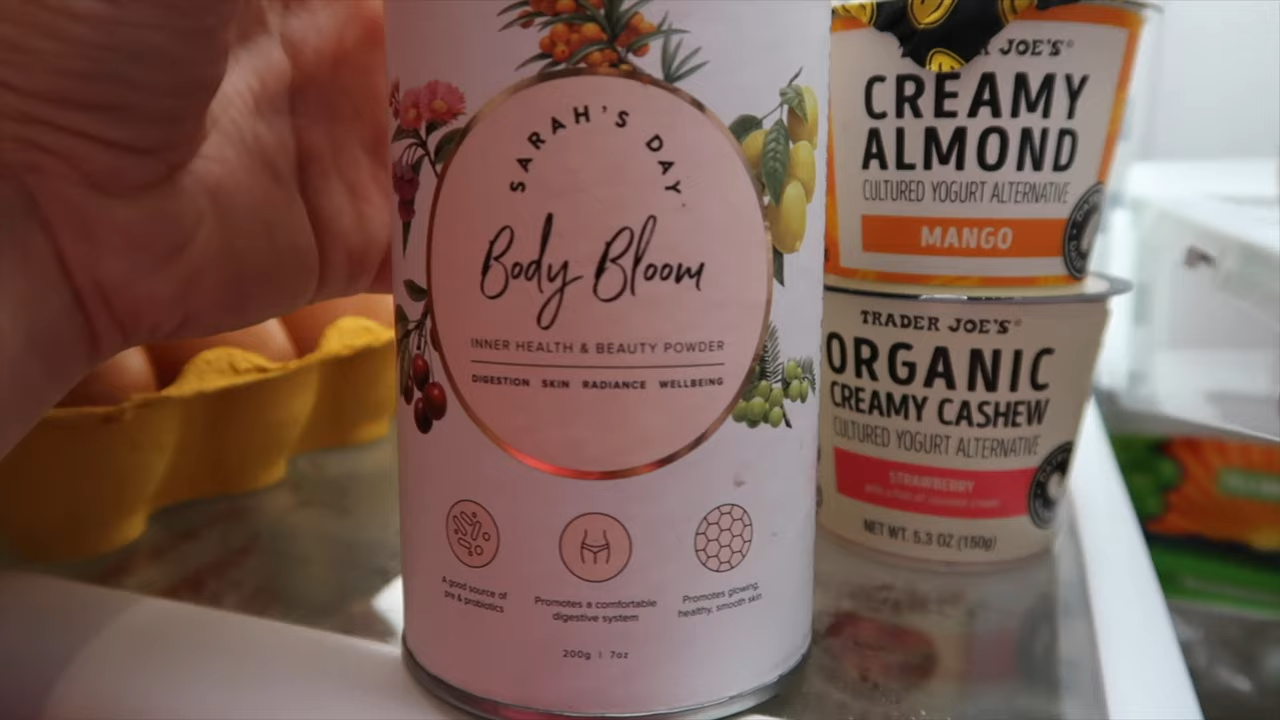 SARAH'S DAY
Body Bloom
INNER HEALTH & BEAUTY POWDER
DIGESTION SKIN RADIANCE WELLBEING
A good source of
pre & probiotics
Promotes a comfortable
digestive system
Promotes glowing,
healthy, smooth skin
200g | 7oz
JOE'S®
CREAMY
ALMOND
CULTURED YOGURT ALTERNATIVE
MANGO
TRADER JOE'S®
ORGANIC
CREAMY CASHEW
CULTURED YOGURT ALTERNATIVE
STRAWBERRY
NET WT. 5.3 OZ (150g)